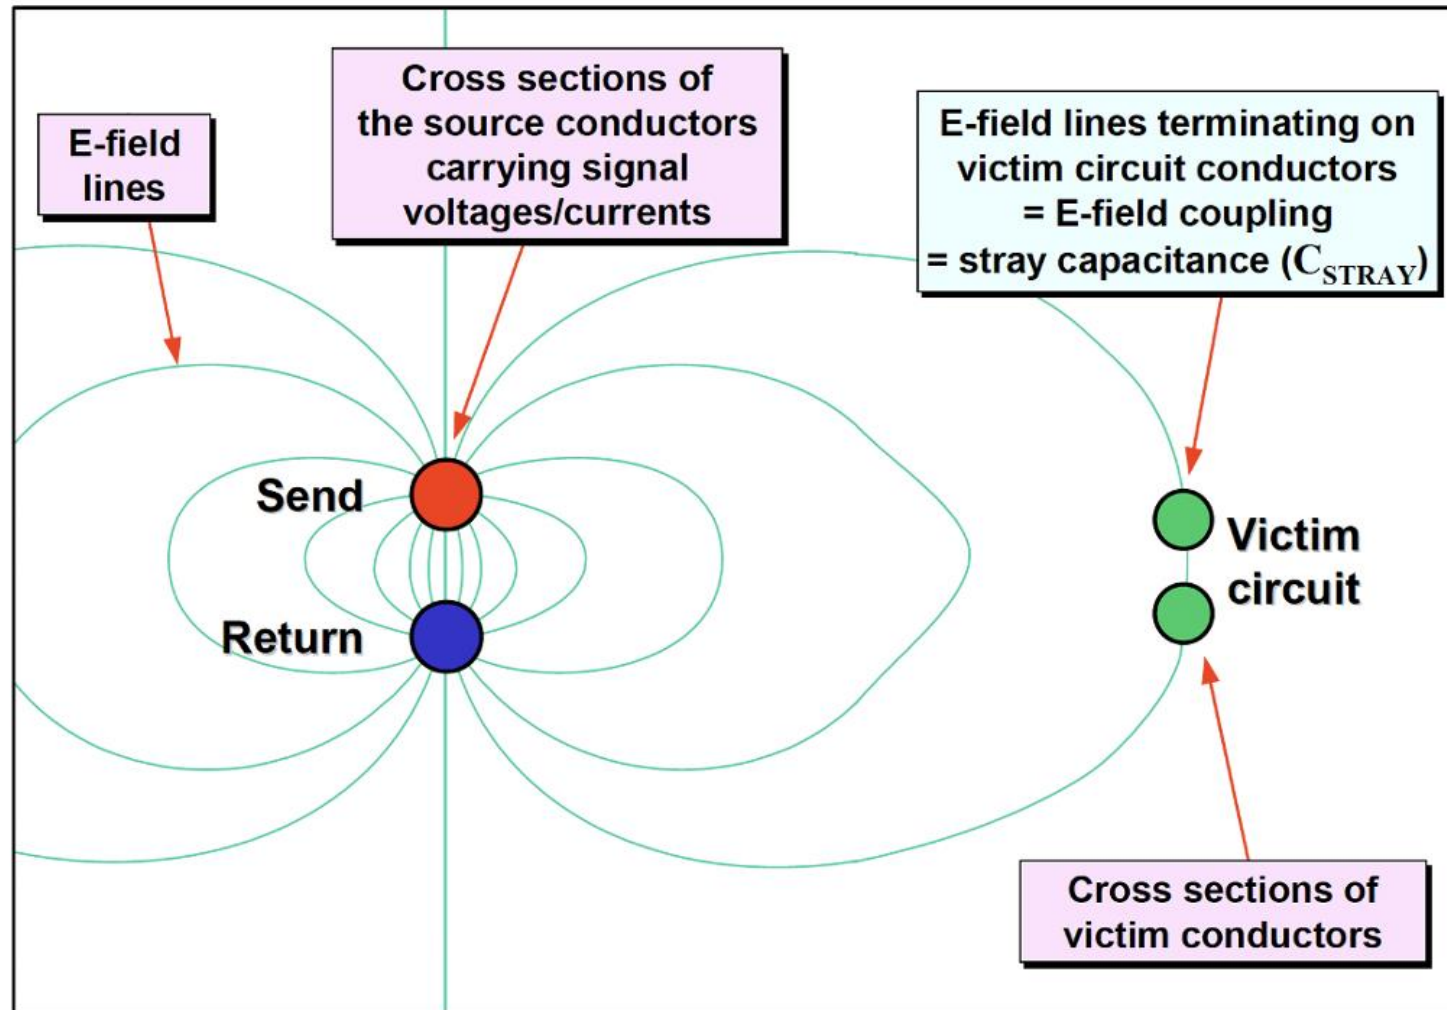 E-field
lines
Cross sections of
the source conductors
carrying signal
voltages/currents
E-field lines terminating on
victim circuit conductors
= E-field coupling
= stray capacitance (CSTRAY)
Send
Return
Victim
circuit
Cross sections of
victim conductors